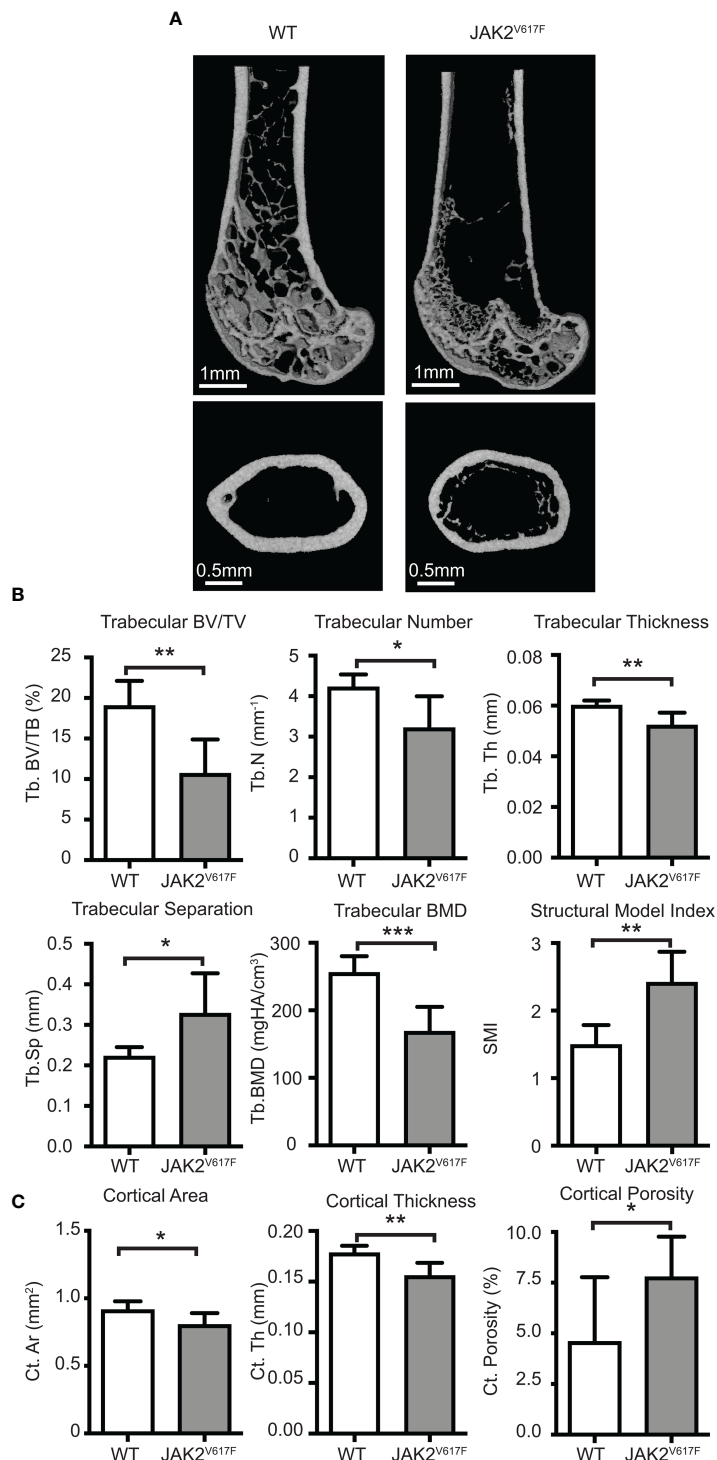 A
WT JAK2V617F
1mm 1mm
0.5mm 0.5mm
B
Trabecular BV/TV Trabecular Number Trabecular Thickness
Tb. BV/TB (%)
25
20
15
10
5
0
**
WT JAK2V617F
Tb.N (mm-1)
5
4
3
2
1
0
*
WT JAK2V617F
Tb. Th (mm)
0.08
0.06
0.04
0.02
0.00
**
WT JAK2V617F
Trabecular Separation Trabecular BMD Structural Model Index
Tb.Sp (mm)
0.5
0.4
0.3
0.2
0.1
0.0
*
WT JAK2V617F
Tb.BMD (mgHA/cm3)
300
200
100
0
***
WT JAK2V617F
SMI
3
2
1
0
**
WT JAK2V617F
C
Cortical Area Cortical Thickness Cortical Porosity
Ct. Ar (mm2)
1.5
1.0
0.5
0
*
WT JAK2V617F
Ct. Th (mm)
0.20
0.15
0.10
0.05
0.00
**
WT JAK2V617F
Ct. Porosity (%)
10.0
7.5
5.0
2.5
0.0
*
WT JAK2V617F